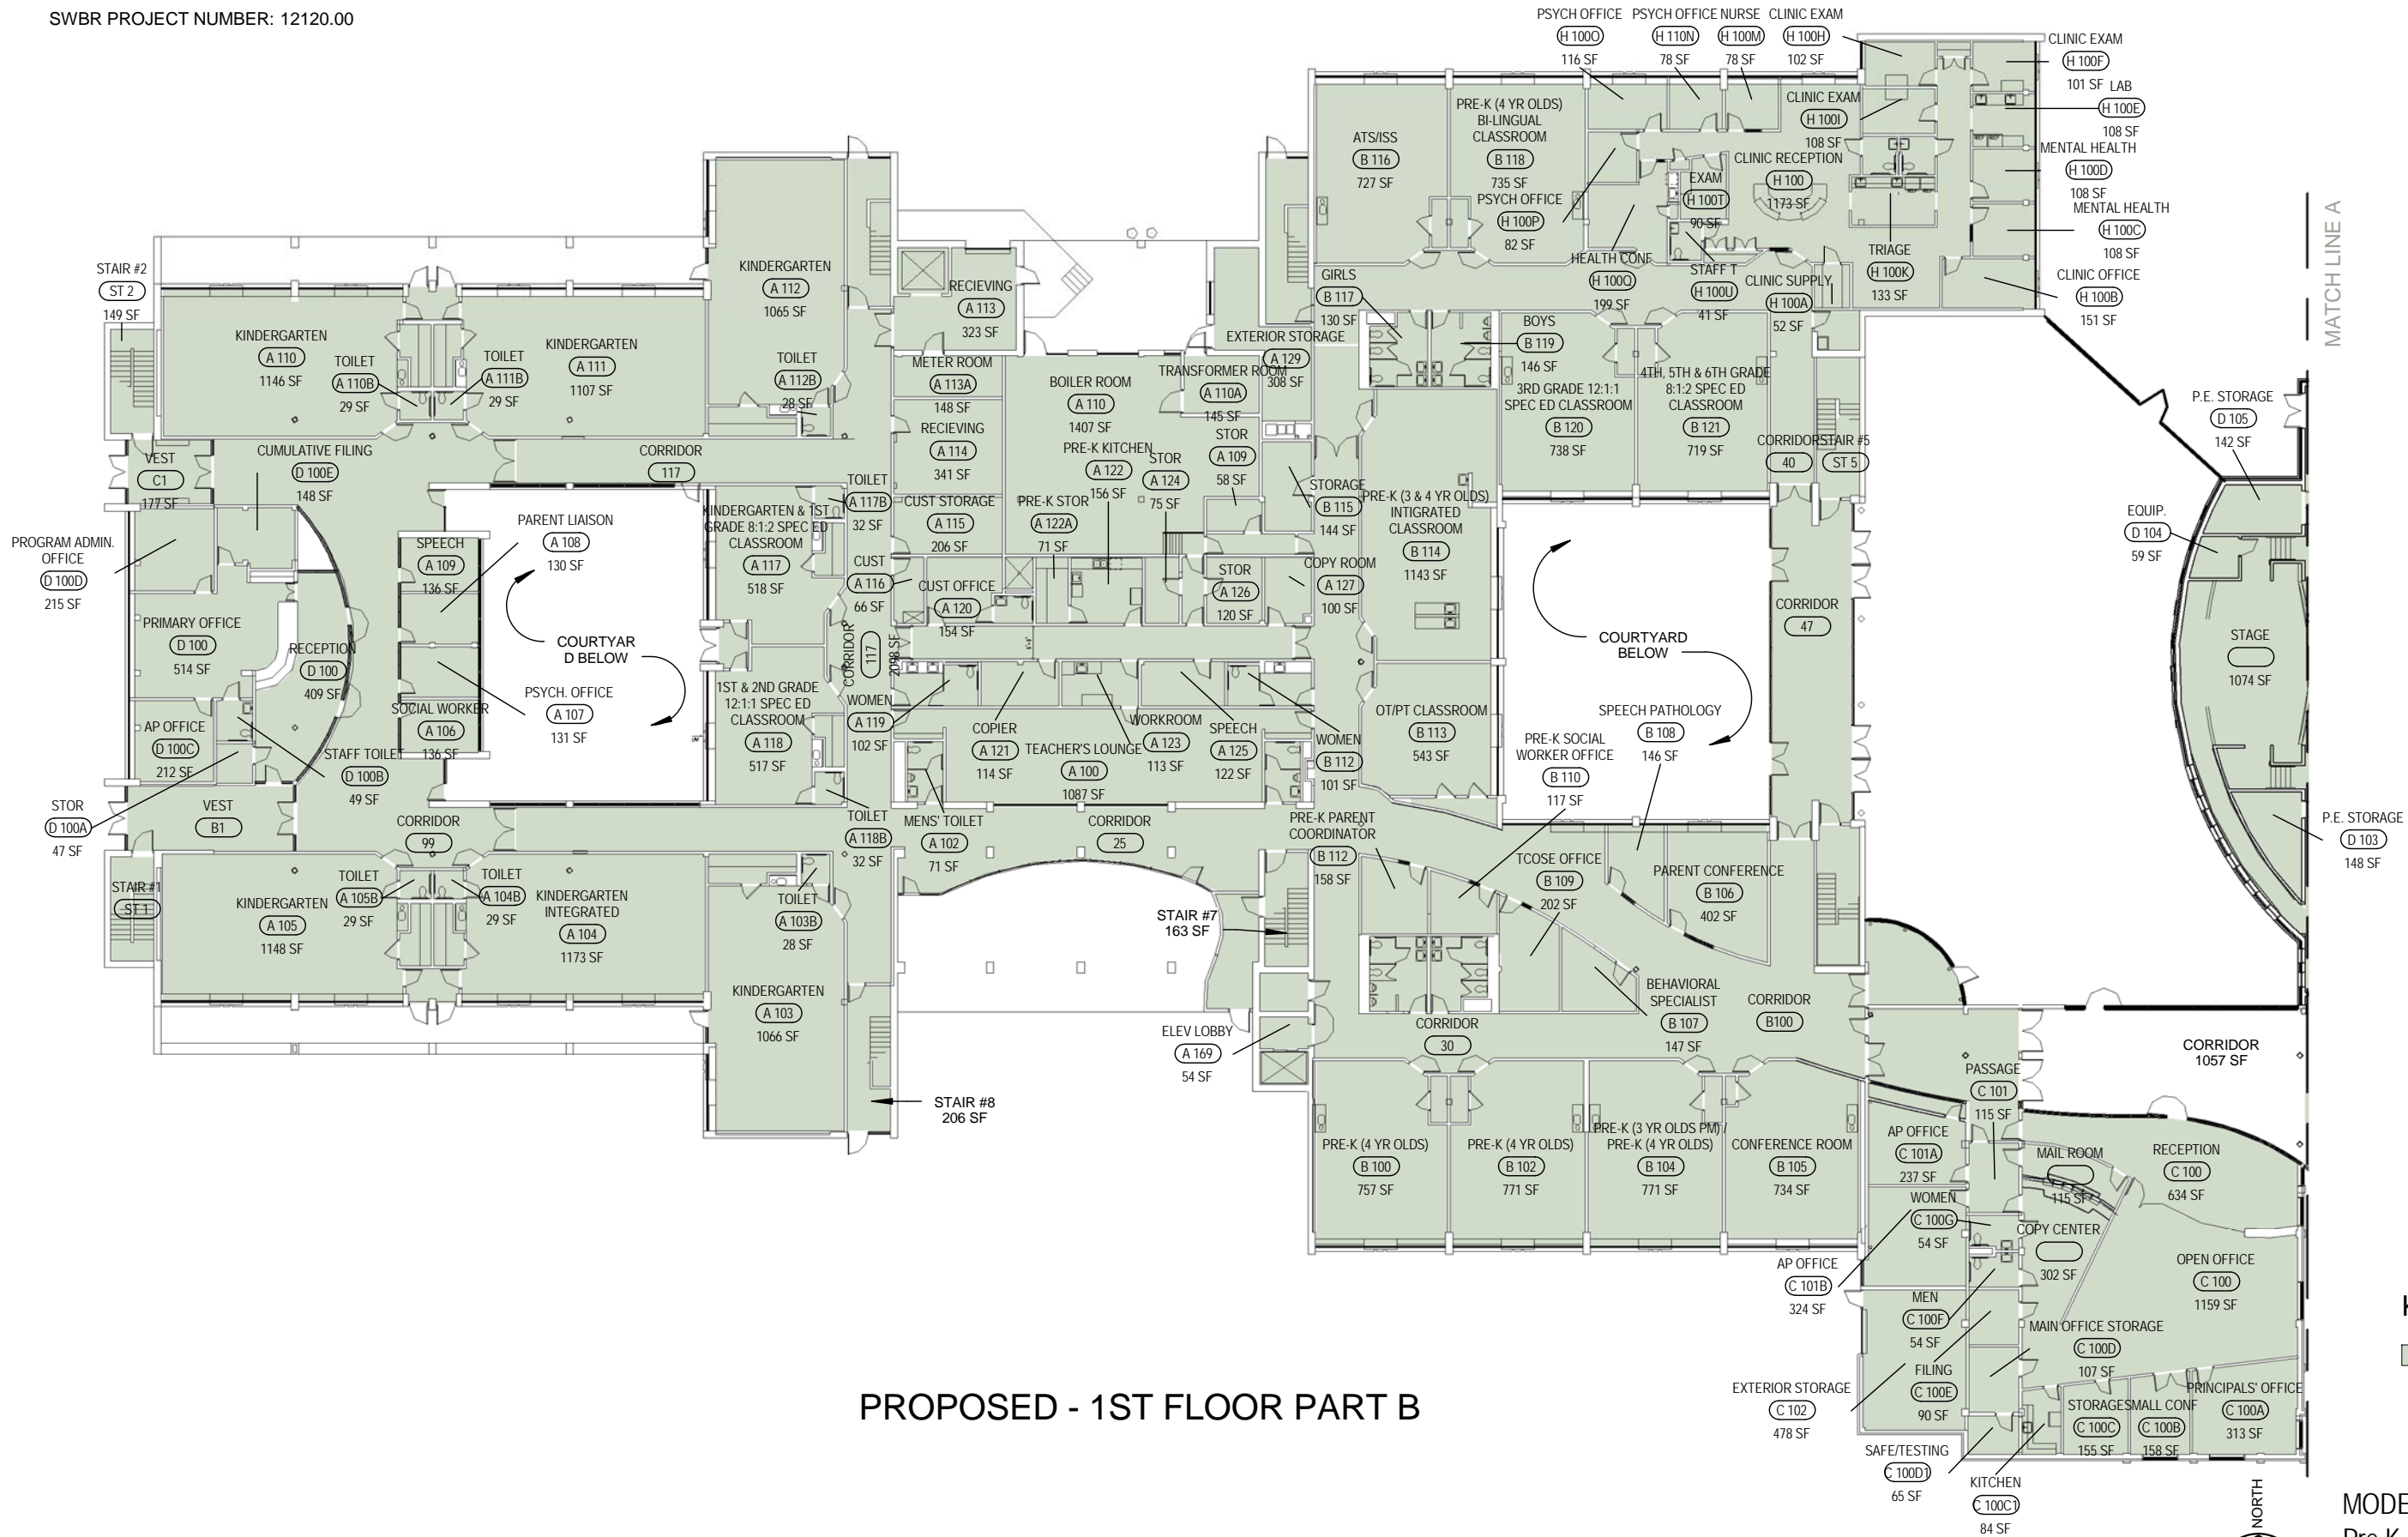 SWBR PROJECT NUMBER: 12120.00
PSYCH OFFICE
H 100O
116 SF
PSYCH OFFICE
H 110N
78 SF
NURSE
H 100M
78 SF
CLINIC EXAM
H 100H
102 SF
CLINIC EXAM
H 100F
101 SF
LAB
H 100E
108 SF
CLINIC EXAM
H 100I
108 SF
MENTAL HEALTH
H 100D
108 SF
MENTAL HEALTH
H 100C
108 SF
CLINIC OFFICE
H 100B
151 SF
CLINIC RECEPTION
H 100
1173 SF
TRIAGE
H 100K
133 SF
EXAM
H 100T
90 SF
STAFF T
H 100U
41 SF
CLINIC SUPPLY
H 100A
52 SF
HEALTH CONF
H 100Q
199 SF
PSYCH OFFICE
H 100P
82 SF
ATS/ISS
B 116
727 SF
PRE-K (4 YR OLDS)
BI-LINGUAL
CLASSROOM
B 118
735 SF
MATCH LINE A
GIRLS
B 117
130 SF
BOYS
B 119
146 SF
3RD GRADE 12:1:1
SPEC ED CLASSROOM
B 120
738 SF
4TH, 5TH & 6TH GRADE
8:1:2 SPEC ED
CLASSROOM
B 121
719 SF
CORRIDOR
40
STAIR #5
ST 5
STAIR #2
ST 2
149 SF
KINDERGARTEN
A 110
1146 SF
TOILET
A 110B
29 SF
TOILET
A 111B
29 SF
KINDERGARTEN
A 111
1107 SF
KINDERGARTEN
A 112
1065 SF
TOILET
A 112B
28 SF
RECIEVING
A 113
323 SF
METER ROOM
A 113A
148 SF
RECIEVING
A 114
341 SF
BOILER ROOM
A 110
1407 SF
TRANSFORMER ROOM
A 110A
145 SF
EXTERIOR STORAGE
A 129
308 SF
PRE-K KITCHEN
A 122
156 SF
STOR
A 124
75 SF
STOR
A 109
58 SF
STORAGE
B 115
144 SF
PRE-K (3 & 4 YR OLDS)
INTIGRATED
CLASSROOM
B 114
1143 SF
P.E. STORAGE
D 105
142 SF
EQUIP.
D 104
59 SF
STAGE
1074 SF
P.E. STORAGE
D 103
148 SF
VEST
C1
177 SF
CUMULATIVE FILING
D 100E
148 SF
CORRIDOR
117
TOILET
A 117B
32 SF
CUST STORAGE
A 115
206 SF
PRE-K STOR
A 122A
71 SF
PROGRAM ADMIN.
OFFICE
D 100D
215 SF
PARENT LIAISON
A 108
130 SF
SPEECH
A 109
136 SF
KINDERGARTEN & 1ST
GRADE 8:1:2 SPEC ED
CLASSROOM
A 117
518 SF
CUST
A 116
66 SF
CUST OFFICE
A 120
154 SF
STOR
A 126
120 SF
COPY ROOM
A 127
100 SF
COURTYARD
BELOW
CORRIDOR
47
PRIMARY OFFICE
D 100
514 SF
RECEPTION
D 100
409 SF
COURTYAR
D BELOW
CORRIDOR
117
2098 SF
PSYCH. OFFICE
A 107
131 SF
SOCIAL WORKER
A 106
136 SF
AP OFFICE
D 100C
212 SF
STAFF TOILET
D 100B
49 SF
1ST & 2ND GRADE
12:1:1 SPEC ED
CLASSROOM
A 118
517 SF
WOMEN
A 119
102 SF
COPIER
A 121
114 SF
TEACHER'S LOUNGE
A 100
1087 SF
WORKROOM
A 123
113 SF
SPEECH
A 125
122 SF
WOMEN
B 112
101 SF
OT/PT CLASSROOM
B 113
543 SF
PRE-K SOCIAL
WORKER OFFICE
B 110
117 SF
SPEECH PATHOLOGY
B 108
146 SF
STOR
D 100A
47 SF
VEST
B1
CORRIDOR
99
TOILET
A 118B
32 SF
MENS' TOILET
A 102
71 SF
CORRIDOR
25
PRE-K PARENT
COORDINATOR
B 112
158 SF
TCOSE OFFICE
B 109
202 SF
PARENT CONFERENCE
B 106
402 SF
STAIR #1
ST 1
KINDERGARTEN
A 105
1148 SF
TOILET
A 105B
29 SF
TOILET
A 104B
29 SF
KINDERGARTEN
INTEGRATED
A 104
1173 SF
TOILET
A 103B
28 SF
KINDERGARTEN
A 103
1066 SF
STAIR #7
163 SF
BEHAVIORAL
SPECIALIST
B 107
147 SF
CORRIDOR
B100
CORRIDOR
30
ELEV LOBBY
A 169
54 SF
STAIR #8
206 SF
CORRIDOR
1057 SF
PASSAGE
C 101
115 SF
PRE-K (4 YR OLDS)
B 100
757 SF
PRE-K (4 YR OLDS)
B 102
771 SF
PRE-K (3 YR OLDS PM) /
PRE-K (4 YR OLDS)
B 104
771 SF
CONFERENCE ROOM
B 105
734 SF
AP OFFICE
C 101A
237 SF
MAIL ROOM
115 SF
RECEPTION
C 100
634 SF
WOMEN
C 100G
54 SF
COPY CENTER
302 SF
OPEN OFFICE
C 100
1159 SF
AP OFFICE
C 101B
324 SF
MEN
C 100F
54 SF
MAIN OFFICE STORAGE
C 100D
107 SF
FILING
C 100E
90 SF
EXTERIOR STORAGE
C 102
478 SF
STORAGE
C 100C
155 SF
SMALL CONF
C 100B
158 SF
PRINCIPALS' OFFICE
C 100A
313 SF
SAFE/TESTING
C 100D1
65 SF
KITCHEN
C 100C1
84 SF
PROPOSED - 1ST FLOOR PART B
NORTH